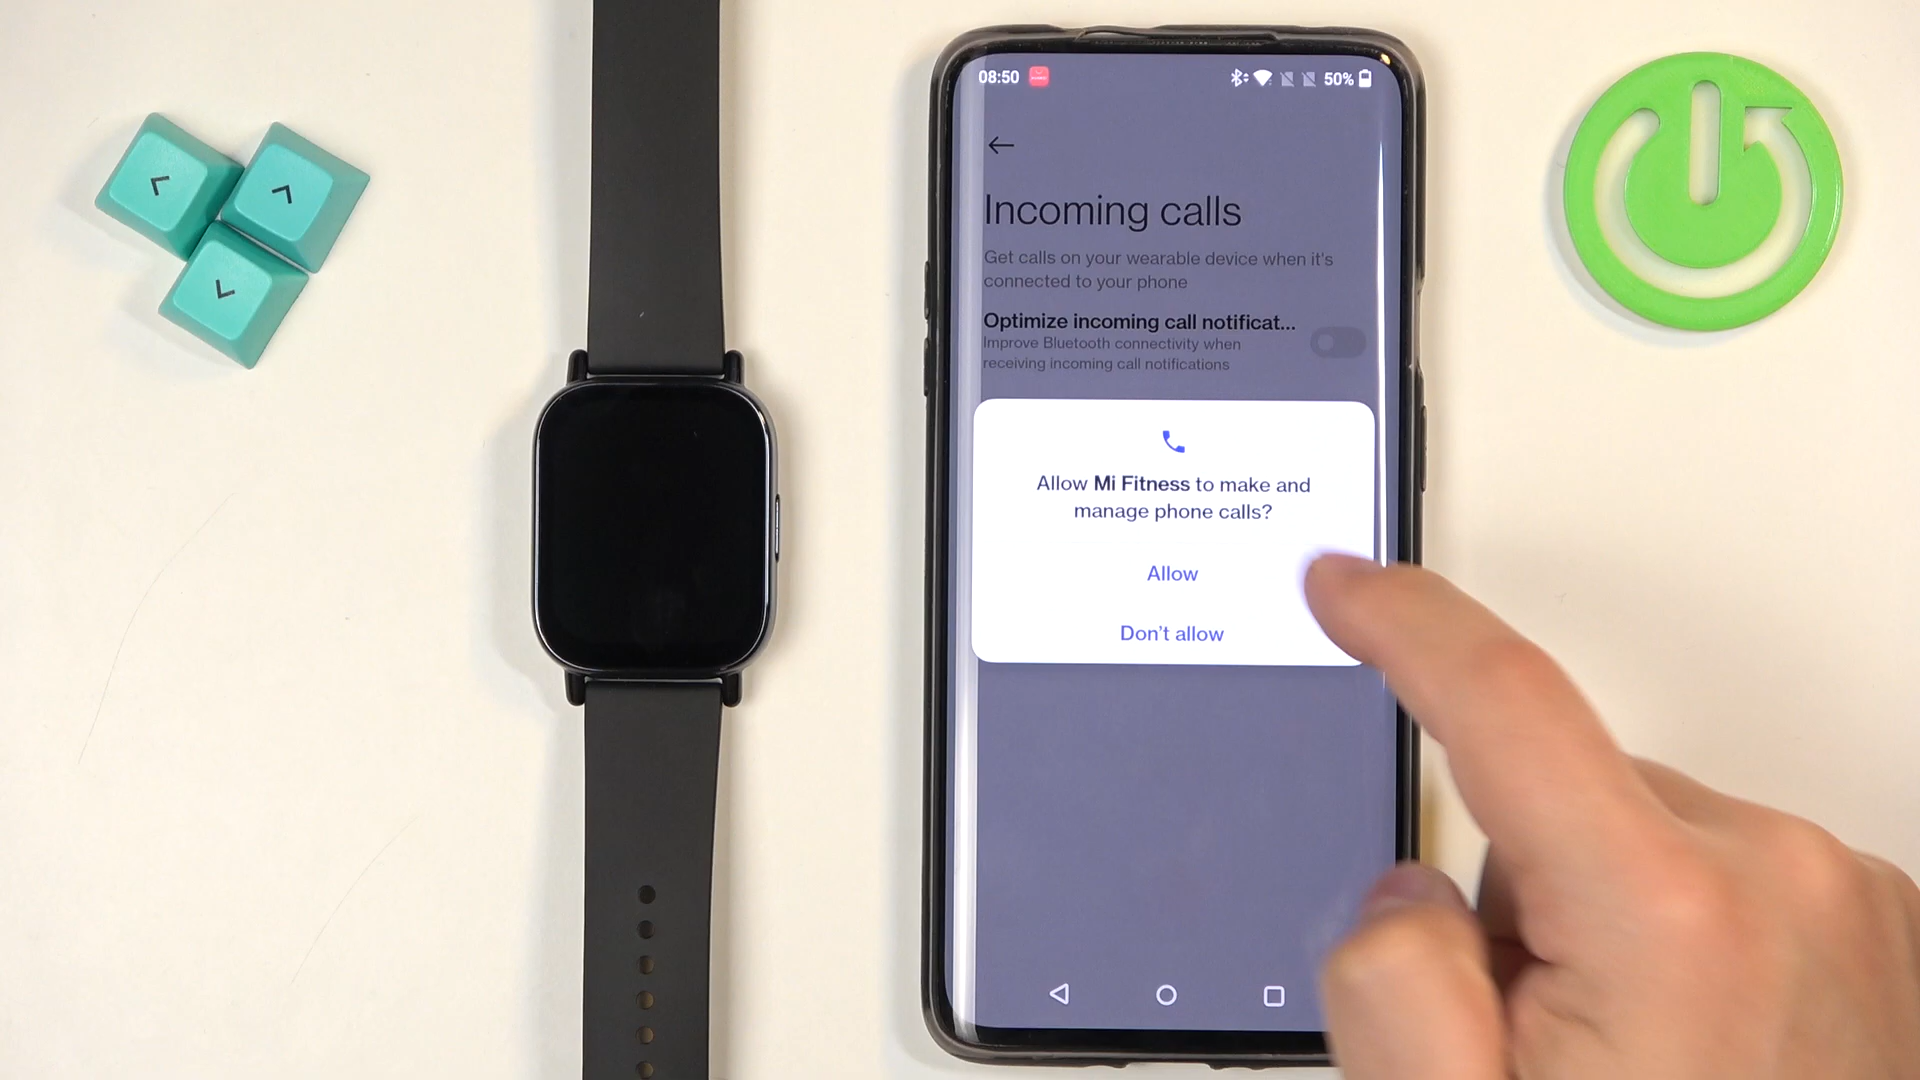 08:50
50%
Incoming calls
Get calls on your wearable device when it's
connected to your phone
Optimize incoming call notificat...
Improve Bluetooth connectivity when
receiving incoming call notifications
Allow Mi Fitness to make and
manage phone calls?
Allow
Don't allow